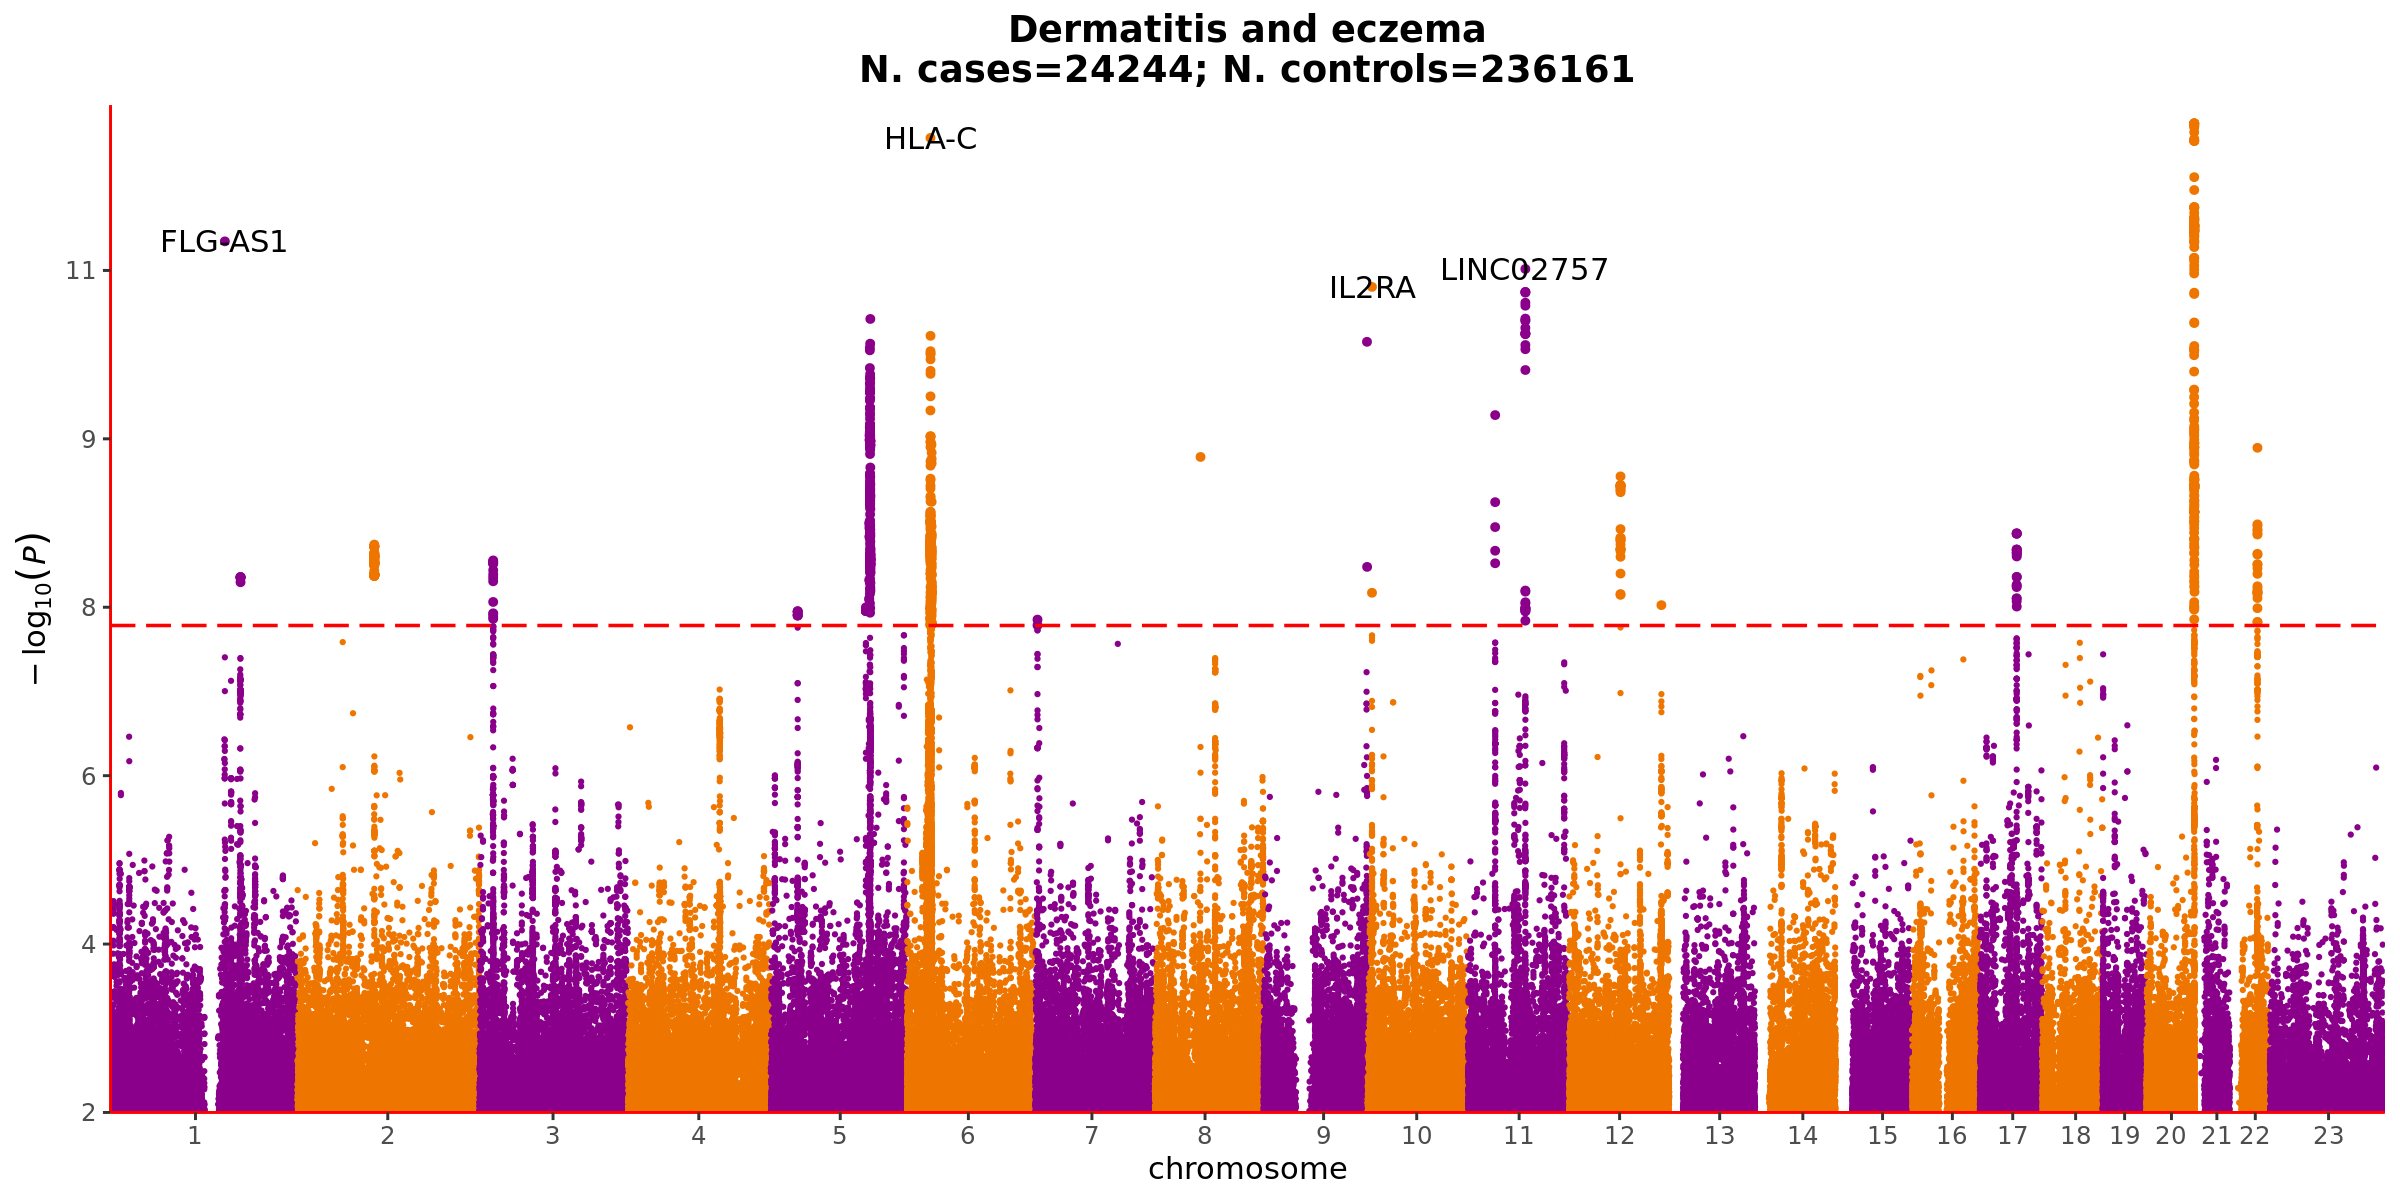 Dermatitis and eczema
N. cases=24244; N. controls=236161
HLA-C
FLG-AS1
LINC02757
IL2RA
11
9
8
6
4
2
−log₁₀(P)
1 2 3 4 5 6 7 8 9 10 11 12 13 14 15 16 17 18 19 20 21 22 23
chromosome